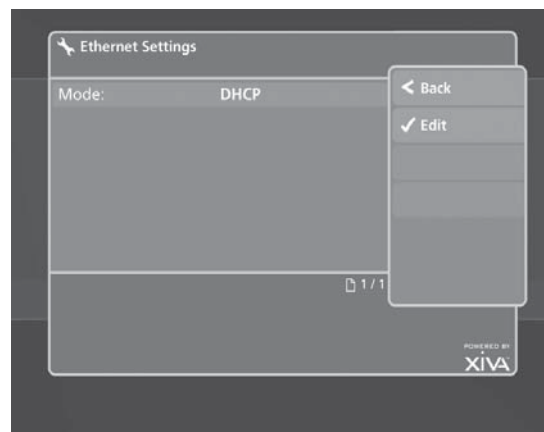 Ethernet Settings
Mode: DHCP
< Back
✓ Edit
1 / 1
POWERED BY
XiVA